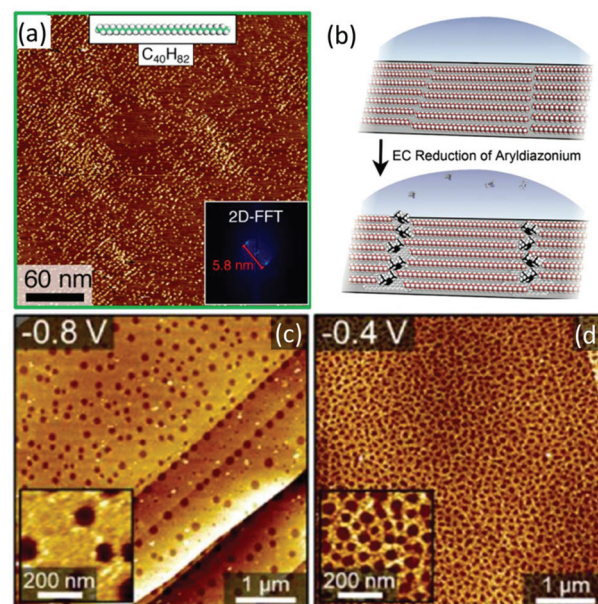 (a)
C₄₀H₈₂
2D-FFT
5.8 nm
60 nm
(b)
EC Reduction of Aryldiazonium
-0.8 V
(c)
200 nm
1 µm
-0.4 V
(d)
200 nm
1 µm